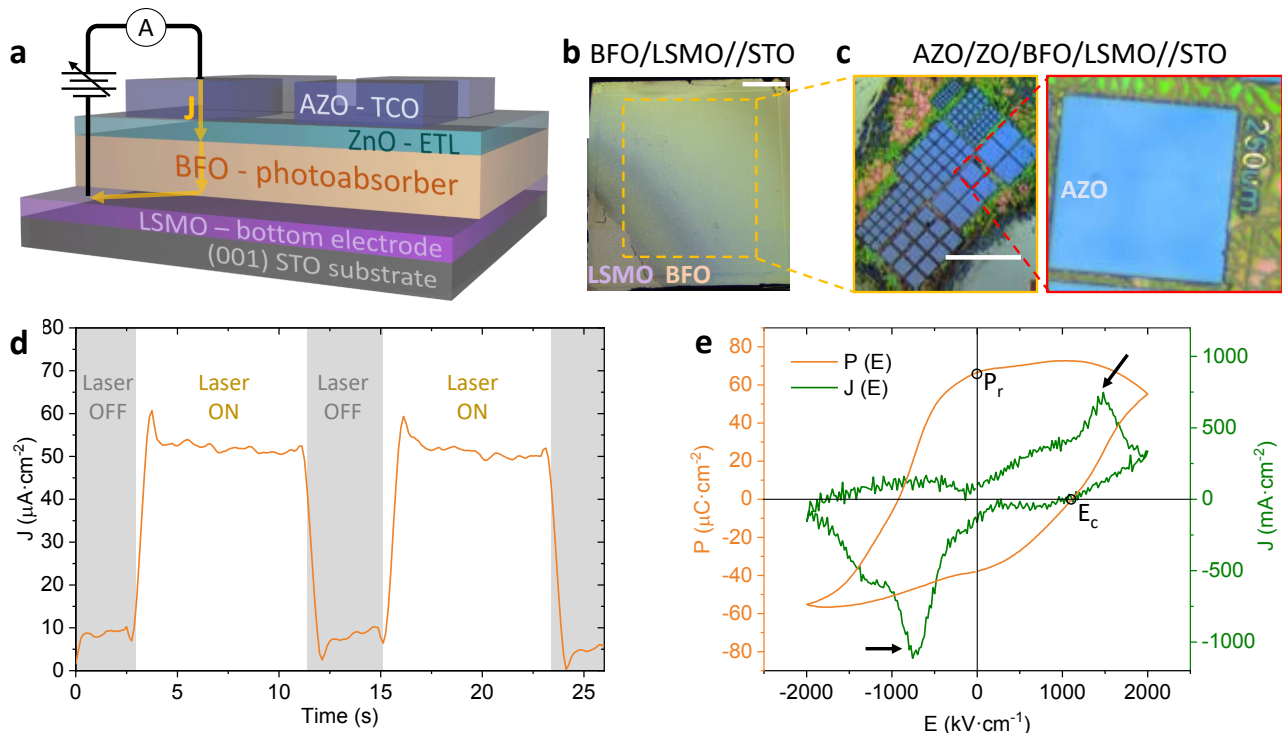 a
A
J
AZO - TCO
ZnO - ETL
BFO - photoabsorber
LSMO – bottom electrode
(001) STO substrate
b BFO/LSMO//STO
LSMO BFO
c AZO/ZO/BFO/LSMO//STO
AZO
250um
d
80
70
60
50
40
30
20
10
0
J (µA·cm-2)
Laser OFF
Laser ON
Laser OFF
Laser ON
0 5 10 15 20 25
Time (s)
e
P (E)
J (E)
Pr
Ec
80
60
40
20
0
-20
-40
-60
-80
P (µC·cm-2)
1000
500
0
-500
-1000
J (mA·cm-2)
-2000 -1000 0 1000 2000
E (kV·cm-1)